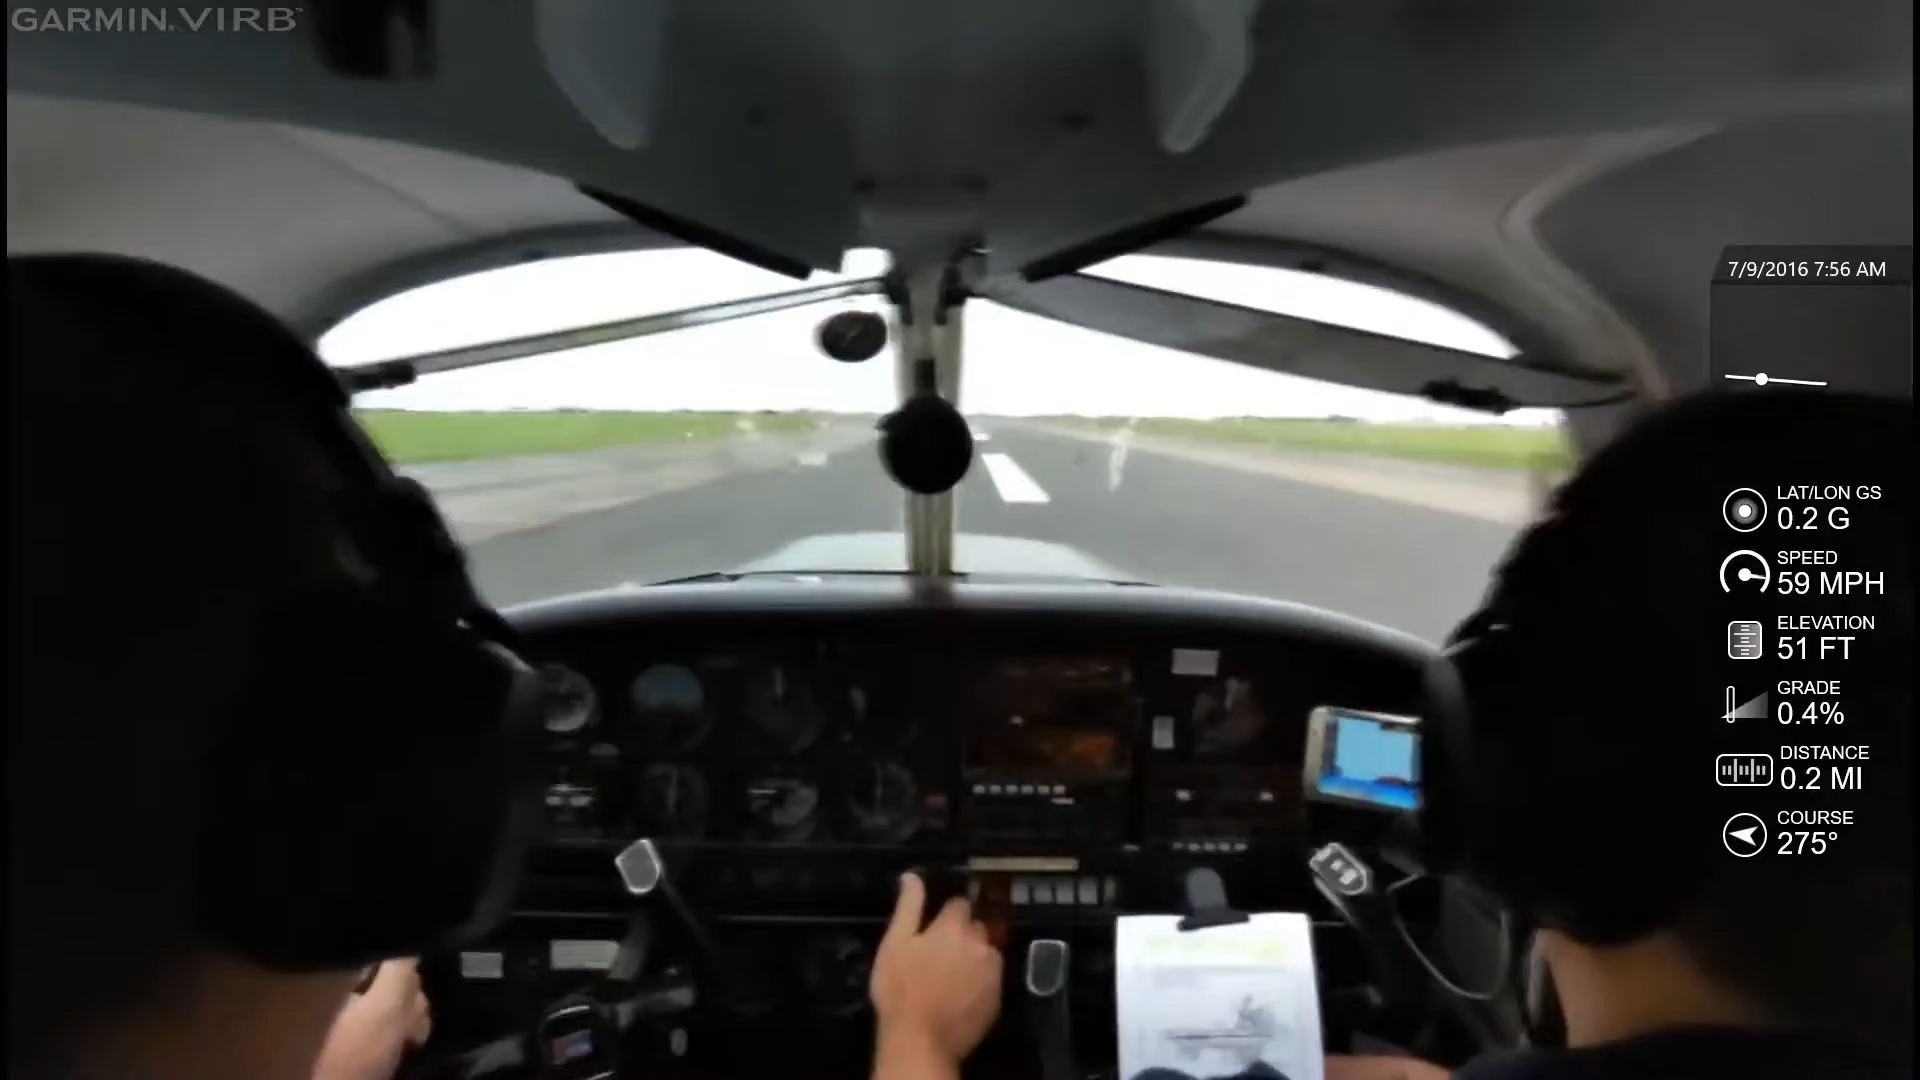 GARMIN VIRB™
7/9/2016 7:56 AM
LAT/LON GS
0.2 G
SPEED
59 MPH
ELEVATION
51 FT
GRADE
0.4%
DISTANCE
0.2 MI
COURSE
275°